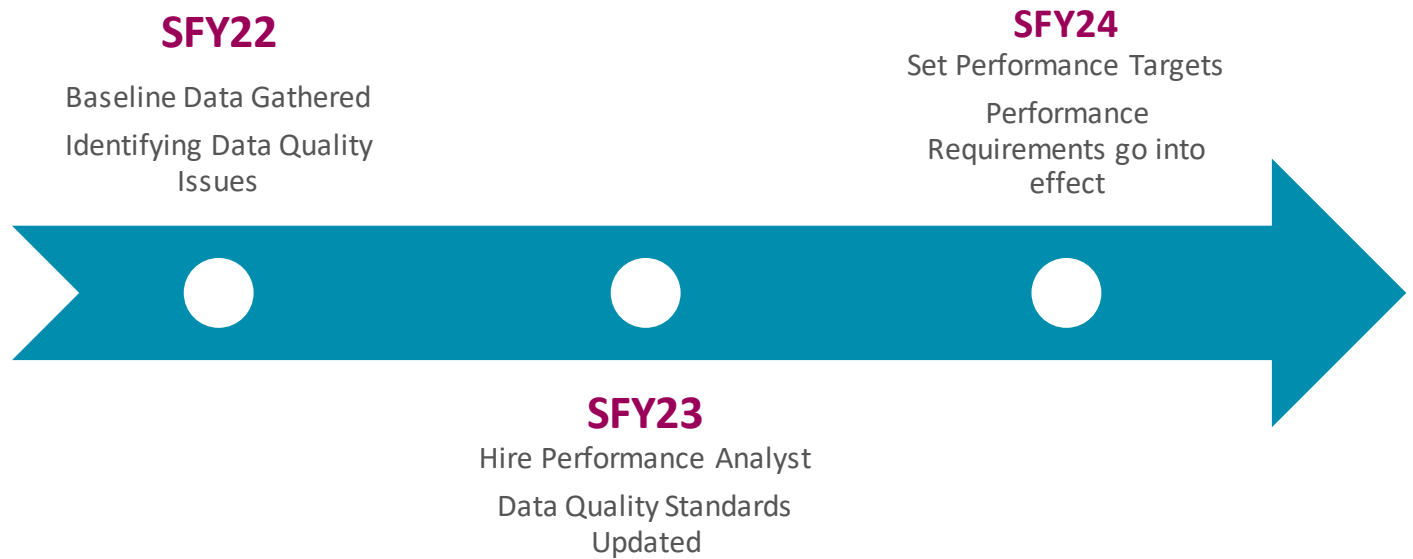 SFY22
Baseline Data Gathered
Identifying Data Quality
Issues
SFY23
Hire Performance Analyst
Data Quality Standards
Updated
SFY24
Set Performance Targets
Performance
Requirements go into
effect